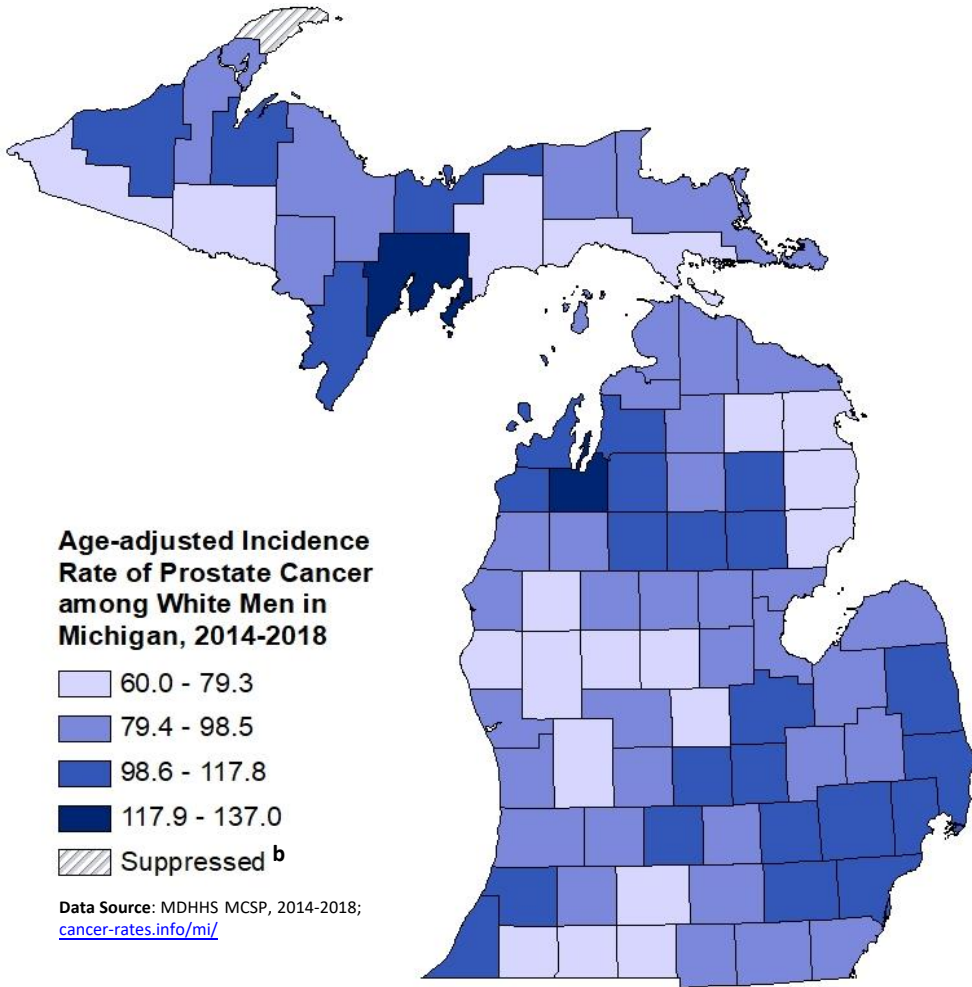 Age-adjusted Incidence
Rate of Prostate Cancer
among White Men in
Michigan, 2014-2018
60.0 - 79.3
79.4 - 98.5
98.6 - 117.8
117.9 - 137.0
Suppressed b
Data Source: MDHHS MCSP, 2014-2018;
cancer-rates.info/mi/